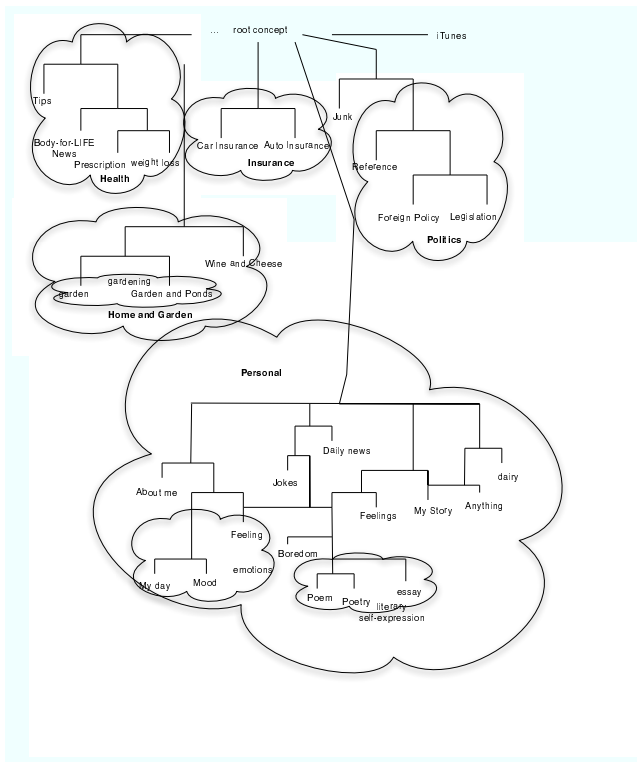 ... root concept
iTunes
Tips
Junk
Body-for-LIFE
News
Prescription
weight loss
Health
Car Insurance
Auto Insurance
Insurance
Reference
Foreign Policy
Legislation
Politics
Wine and Cheese
gardening
garden
Garden and Ponds
Home and Garden
Personal
Daily news
Jokes
dairy
About me
Feelings
My Story
Anything
Feeling
Boredom
emotions
My day
Mood
Poem
Poetry
essay
literary
self-expression